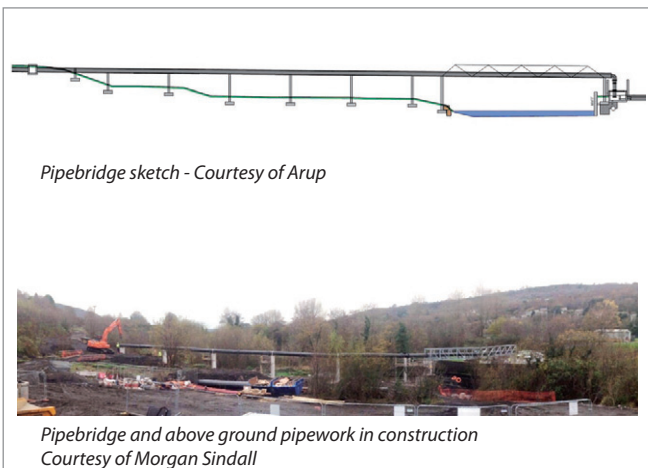 Pipebridge sketch - Courtesy of Arup
Pipebridge and above ground pipework in construction
Courtesy of Morgan Sindall